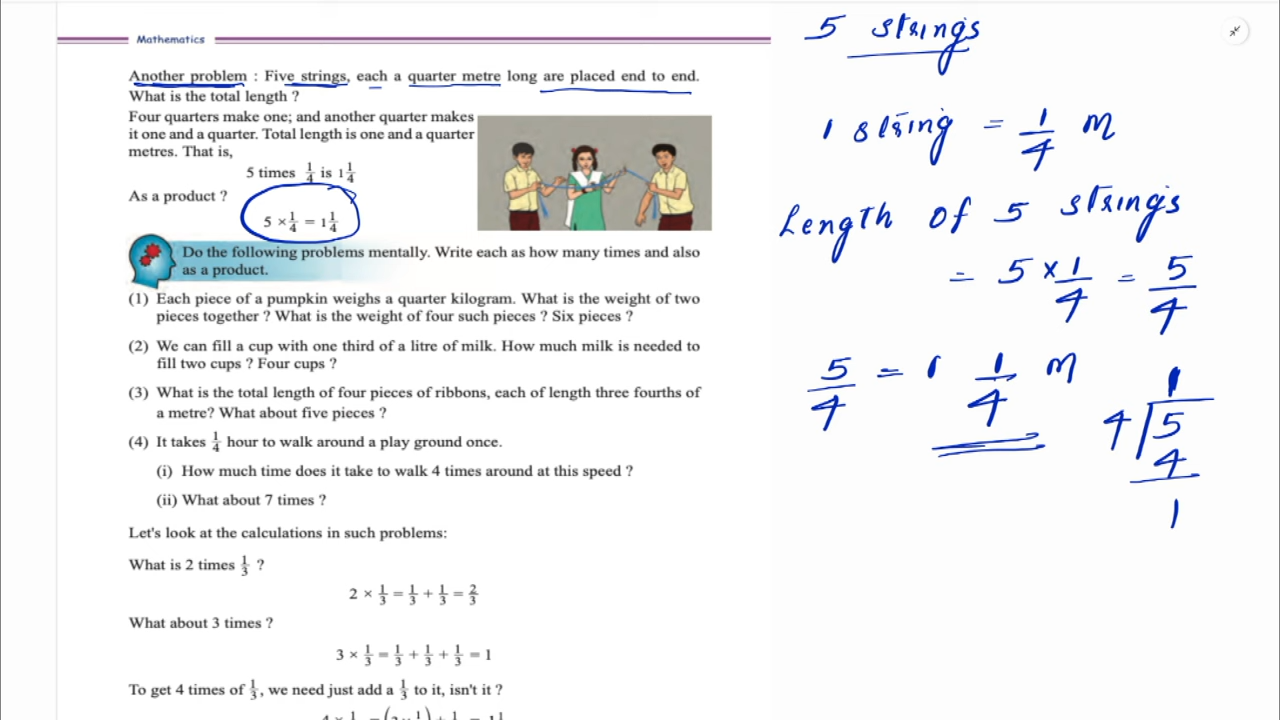 Mathematics
Another problem : Five strings, each a quarter metre long are placed end to end.
What is the total length ?
Four quarters make one; and another quarter makes
it one and a quarter. Total length is one and a quarter
metres. That is,
5 times 1/4 is 1 1/4
As a product ?
5 × 1/4 = 1 1/4
Do the following problems mentally. Write each as how many times and also
as a product.
(1) Each piece of a pumpkin weighs a quarter kilogram. What is the weight of two
pieces together ? What is the weight of four such pieces ? Six pieces ?
(2) We can fill a cup with one third of a litre of milk. How much milk is needed to
fill two cups ? Four cups ?
(3) What is the total length of four pieces of ribbons, each of length three fourths of
a metre? What about five pieces ?
(4) It takes 1/4 hour to walk around a play ground once.
(i) How much time does it take to walk 4 times around at this speed ?
(ii) What about 7 times ?
Let's look at the calculations in such problems:
What is 2 times 1/3 ?
2 × 1/3 = 1/3 + 1/3 = 2/3
What about 3 times ?
3 × 1/3 = 1/3 + 1/3 + 1/3 = 1
To get 4 times of 1/3, we need just add a 1/3 to it, isn't it ?
5 strings
1 string = 1/4 m
Length of 5 strings
= 5 × 1/4 = 5/4
5/4 = 1 1/4 m
1
4 5
4
1